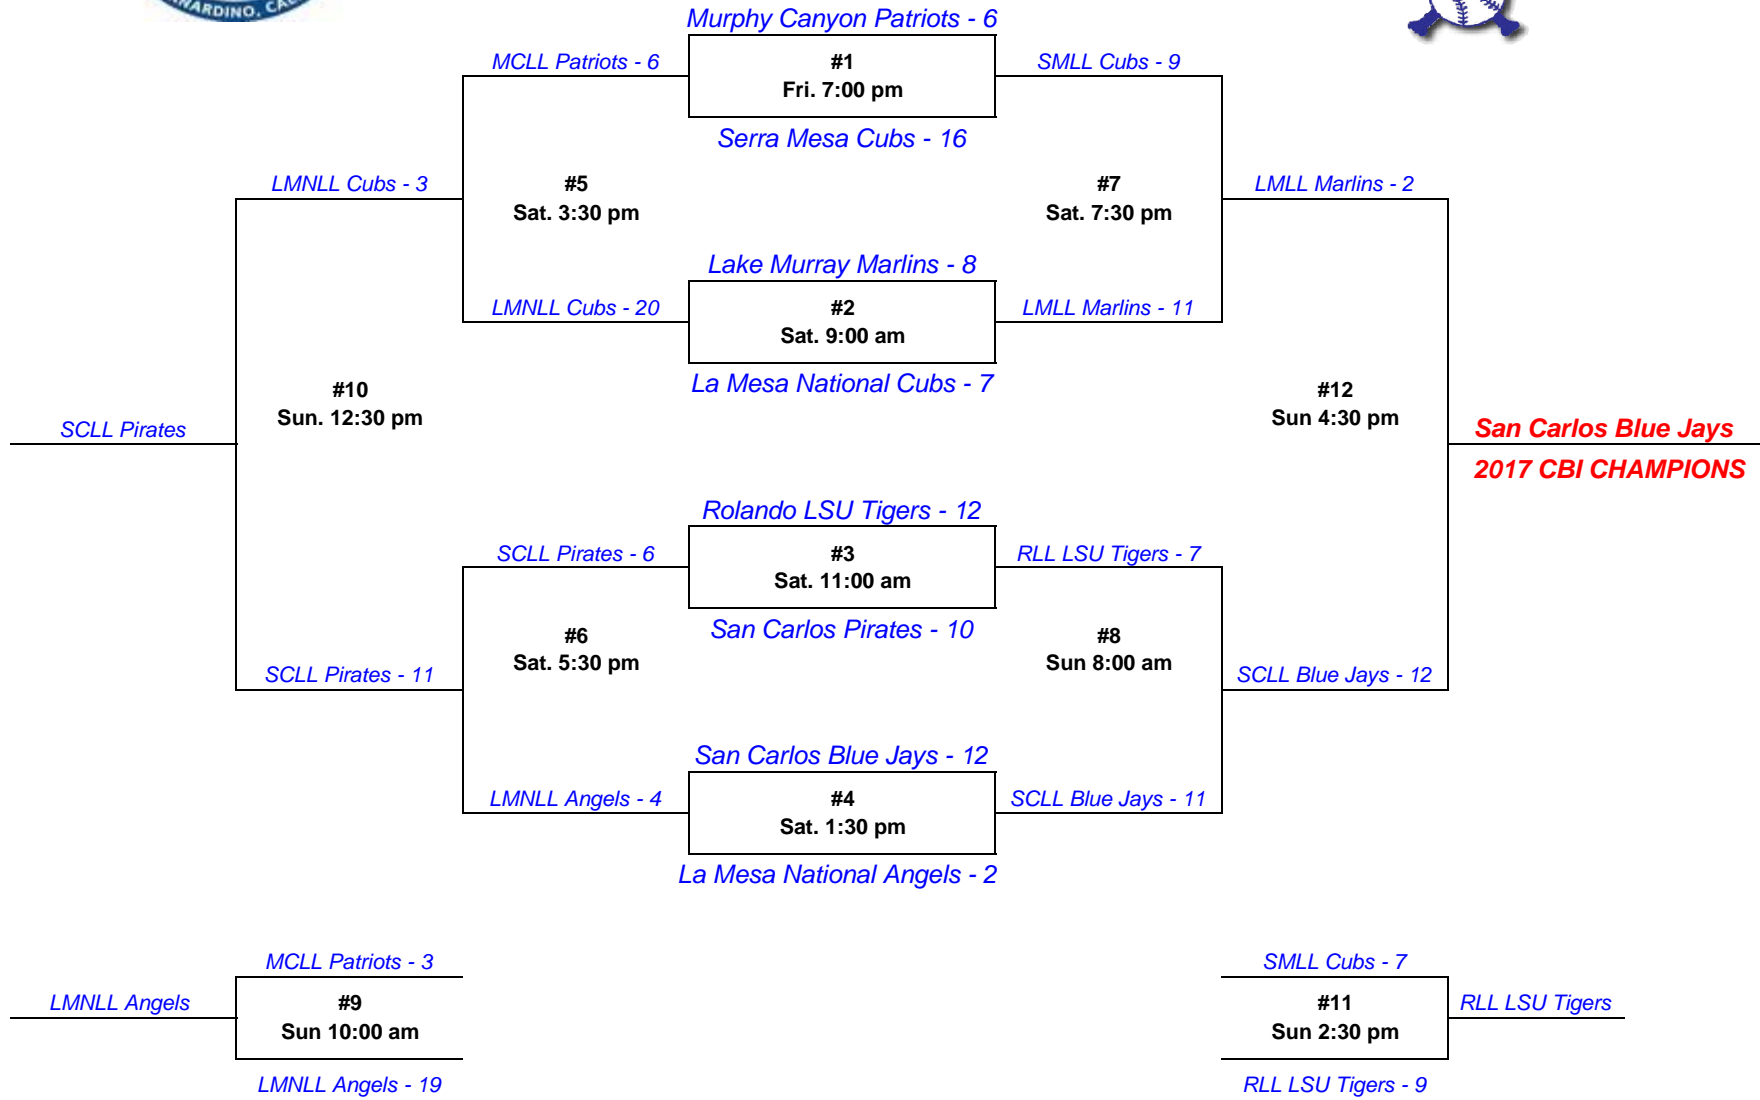 NARDINO, CAL
Murphy Canyon Patriots - 6
MCLL Patriots - 6
#1
SMLL Cubs - 9
Fri. 7:00 pm
Serra Mesa Cubs - 16
LMNLL Cubs - 3
#5
#7
LMLL Marlins - 2
Sat. 3:30 pm
Sat. 7:30 pm
Lake Murray Marlins - 8
LMNLL Cubs - 20
#2
LMLL Marlins - 11
Sat. 9:00 am
La Mesa National Cubs - 7
#10
#12
Sun. 12:30 pm
Sun 4:30 pm
SCLL Pirates
San Carlos Blue Jays
2017 CBI CHAMPIONS
Rolando LSU Tigers - 12
SCLL Pirates - 6
#3
RLL LSU Tigers - 7
Sat. 11:00 am
San Carlos Pirates - 10
#6
#8
Sat. 5:30 pm
Sun 8:00 am
SCLL Pirates - 11
SCLL Blue Jays - 12
San Carlos Blue Jays - 12
LMNLL Angels - 4
#4
SCLL Blue Jays - 11
Sat. 1:30 pm
La Mesa National Angels - 2
MCLL Patriots - 3
SMLL Cubs - 7
LMNLL Angels
#9
#11
RLL LSU Tigers
Sun 10:00 am
Sun 2:30 pm
LMNLL Angels - 19
RLL LSU Tigers - 9